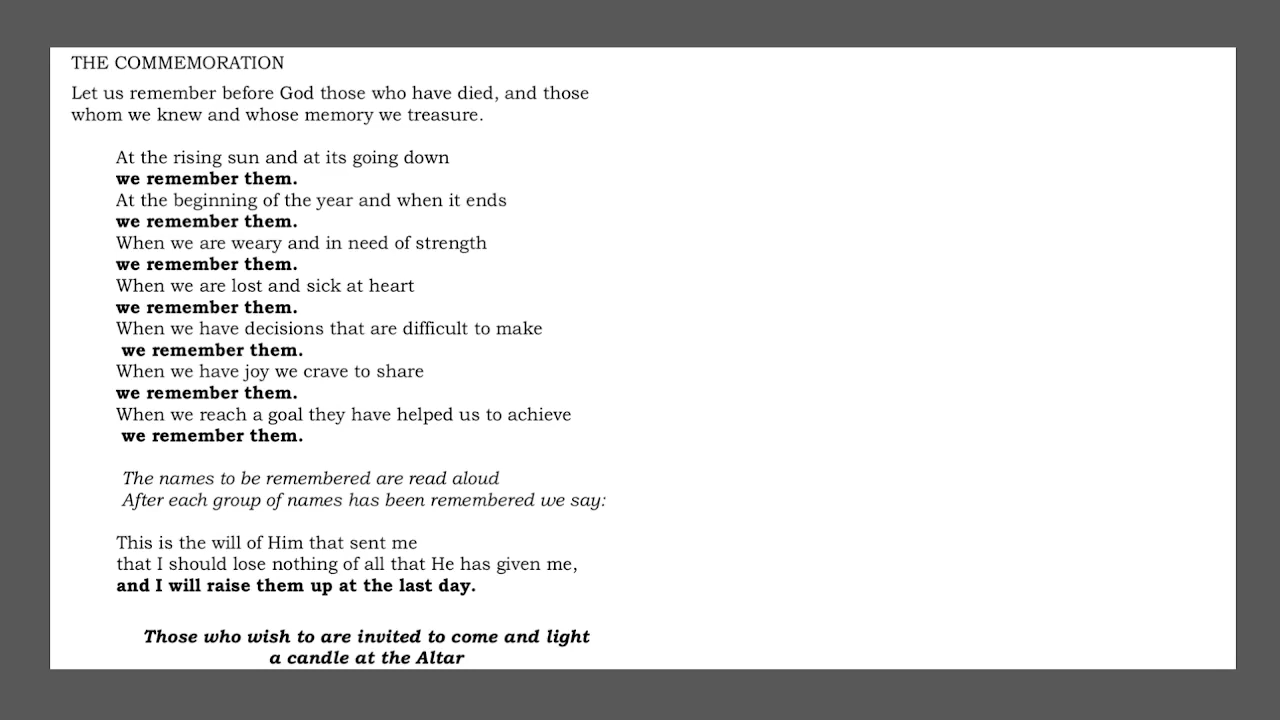 THE COMMEMORATION
Let us remember before God those who have died, and those
whom we knew and whose memory we treasure.
At the rising sun and at its going down
we remember them.
At the beginning of the year and when it ends
we remember them.
When we are weary and in need of strength
we remember them.
When we are lost and sick at heart
we remember them.
When we have decisions that are difficult to make
we remember them.
When we have joy we crave to share
we remember them.
When we reach a goal they have helped us to achieve
we remember them.
The names to be remembered are read aloud
After each group of names has been remembered we say:
This is the will of Him that sent me
that I should lose nothing of all that He has given me,
and I will raise them up at the last day.
Those who wish to are invited to come and light
a candle at the Altar